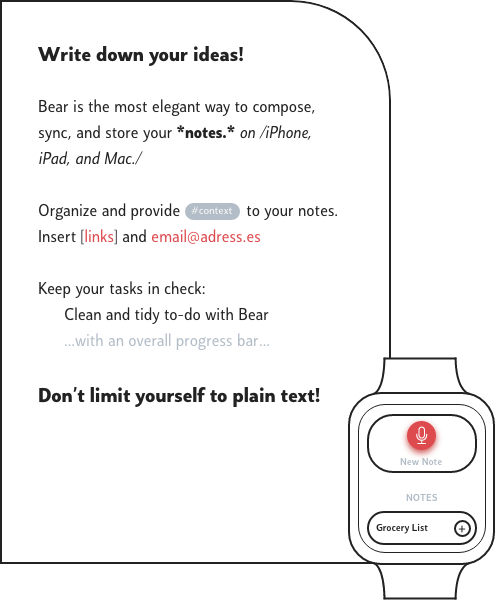 Write down your ideas!
Bear is the most elegant way to compose,
sync, and store your *notes.* on /iPhone,
iPad, and Mac./
Organize and provide #context to your notes.
Insert [links] and email@adress.es
Keep your tasks in check:
Clean and tidy to-do with Bear
...with an overall progress bar...
Don't limit yourself to plain text!
New Note
NOTES
Grocery List